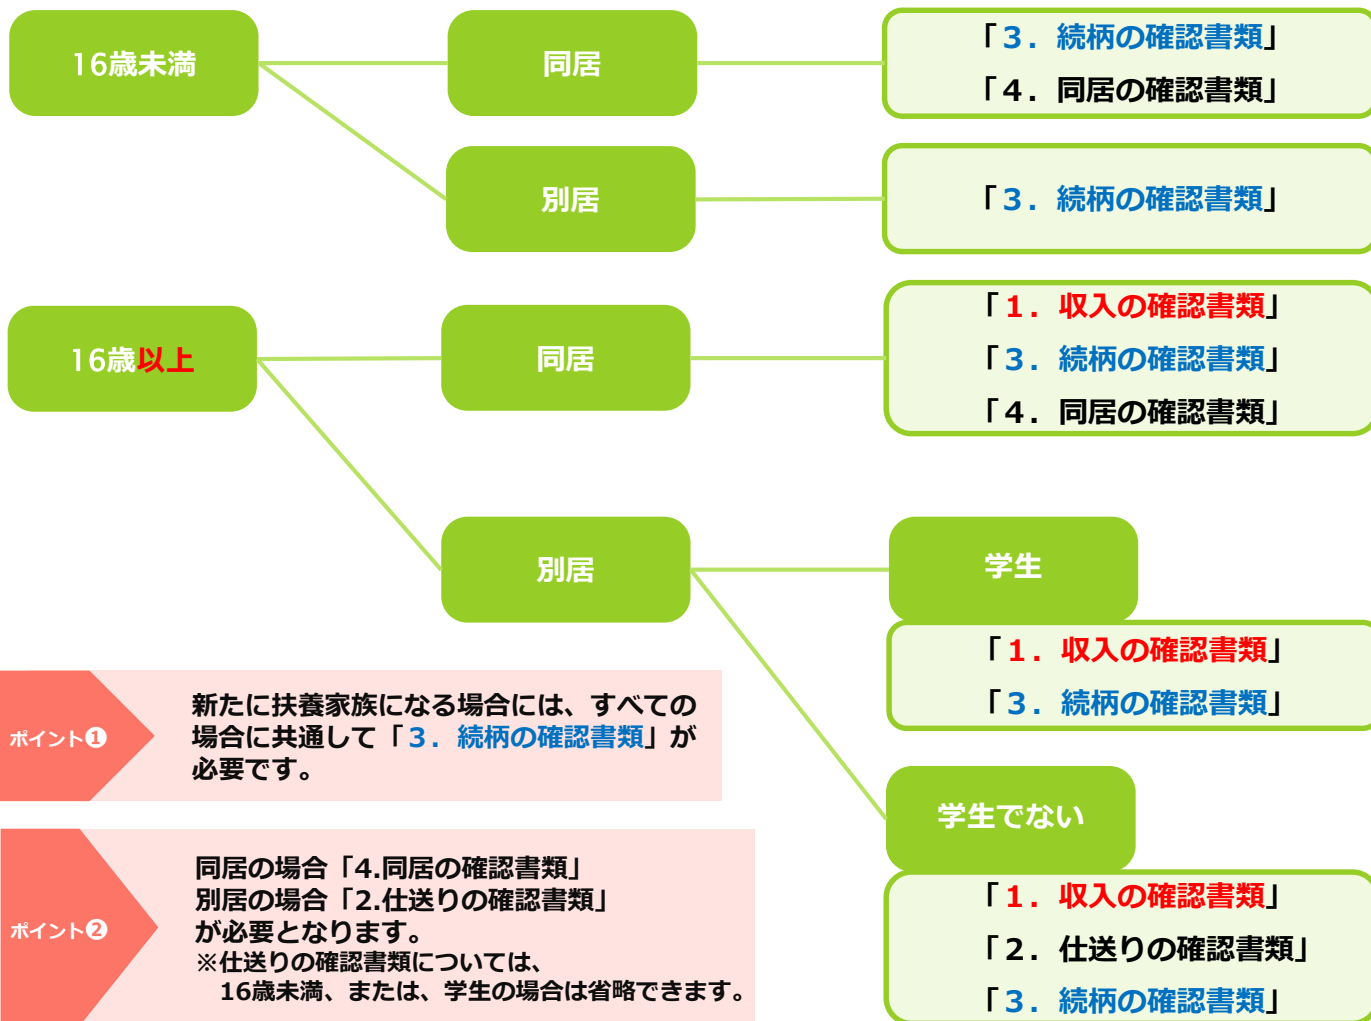 16歳未満
同居
「３．続柄の確認書類」
「４．同居の確認書類」
別居
「３．続柄の確認書類」
16歳以上
同居
「１．収入の確認書類」
「３．続柄の確認書類」
「４．同居の確認書類」
別居
学生
「１．収入の確認書類」
「３．続柄の確認書類」
学生でない
「１．収入の確認書類」
「２．仕送りの確認書類」
「３．続柄の確認書類」
ポイント❶
新たに扶養家族になる場合には、すべての
場合に共通して「３．続柄の確認書類」が
必要です。
ポイント❷
同居の場合「4.同居の確認書類」
別居の場合「2.仕送りの確認書類」
が必要となります。
※仕送りの確認書類については、
16歳未満、または、学生の場合は省略できます。